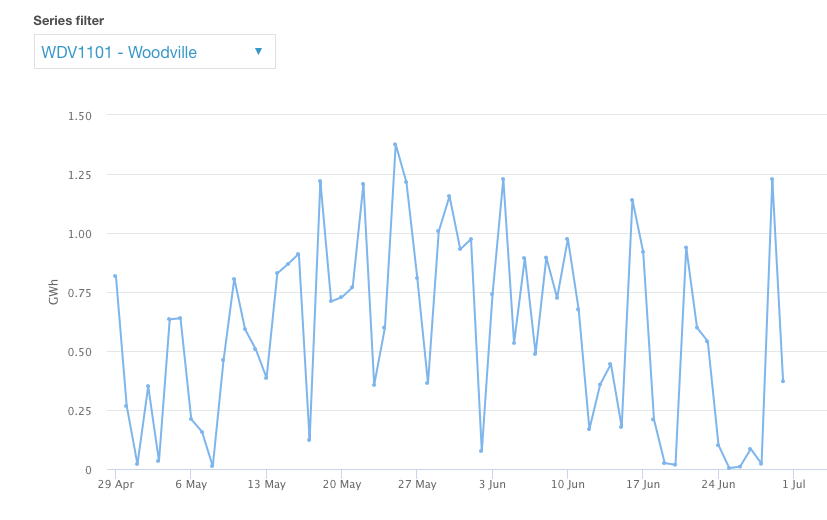 Series filter
WDV1101 - Woodville
1.50
1.25
1.00
0.75
0.50
0.25
0
GWh
29 Apr 6 May 13 May 20 May 27 May 3 Jun 10 Jun 17 Jun 24 Jun 1 Jul